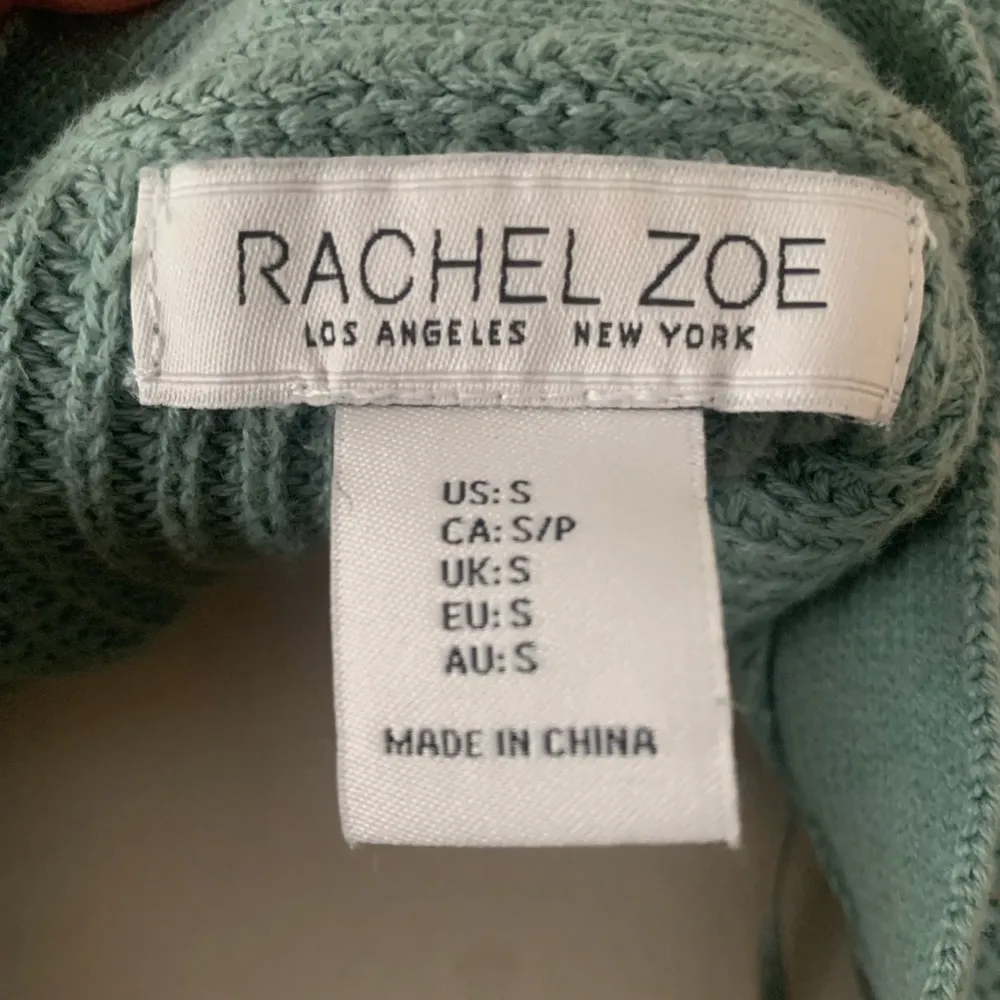 RACHEL ZOE
LOS ANGELES NEW YORK
US: S
CA: S/P
UK: S
EU: S
AU: S
MADE IN CHINA